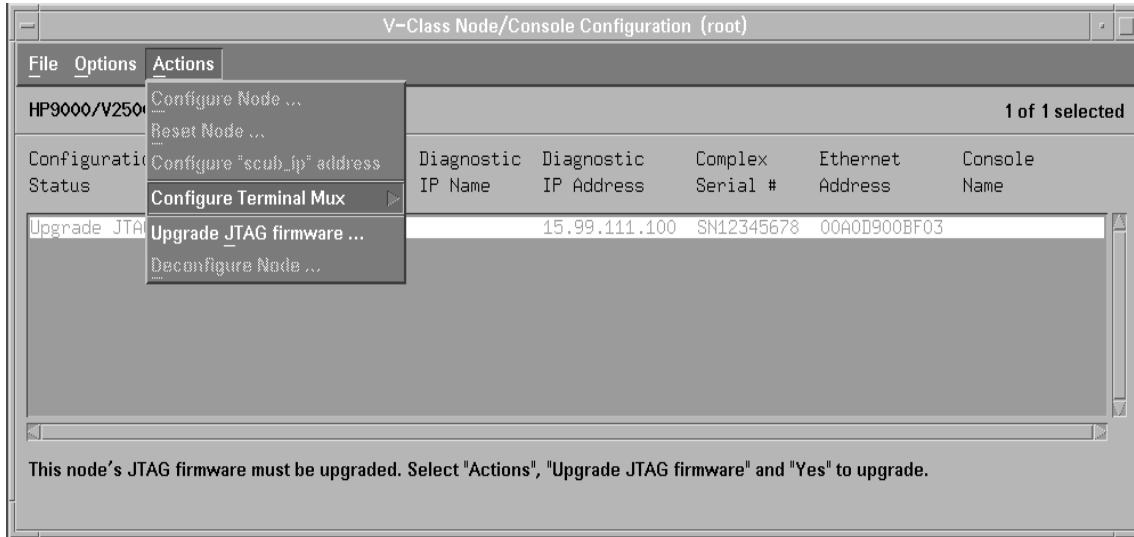 V-Class Node/Console Configuration (root)
File Options Actions
HP9000/V250 1 of 1 selected
Configure Node ...
Reset Node ...
Configure "scub_ip" address
Configure Terminal Mux
Upgrade JTAG firmware ...
Deconfigure Node ...
Configuratio Diagnostic Diagnostic Complex Ethernet Console
Status IP Name IP Address Serial # Address Name
Upgrade JTA 15.99.111.100 SN12345678 00A0D900BF03
This node's JTAG firmware must be upgraded. Select "Actions", "Upgrade JTAG firmware" and "Yes" to upgrade.